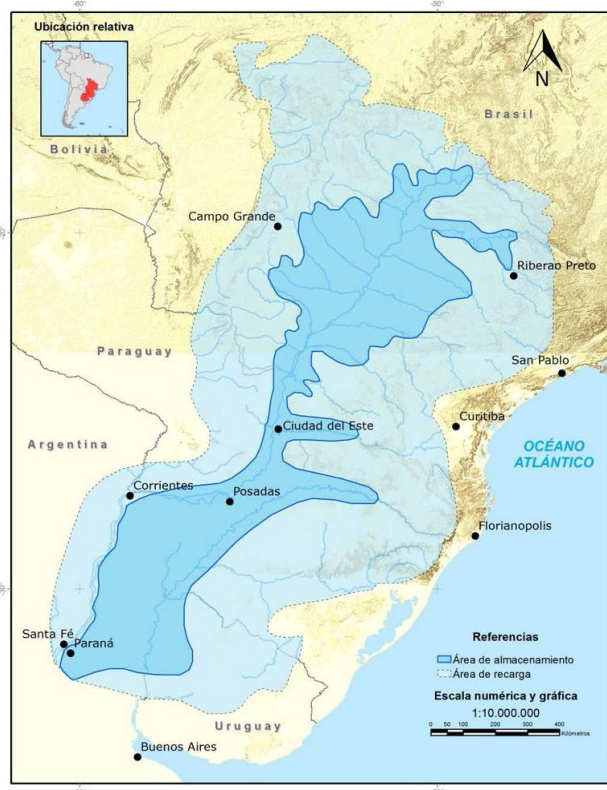 Ubicación relativa
N
Brasil
Bolivia
Campo Grande
Riberao Preto
Paraguay
San Pablo
Ciudad del Este
Curitiba
OCÉANO
ATLÁNTICO
Argentina
Corrientes
Posadas
Florianopolis
Santa Fé
Paraná
Referencias
Área de almacenamiento
Área de recarga
Escala numérica y gráfica
1:10.000.000
0 50 100 200 300 400
Kilómetros
Uruguay
Buenos Aires